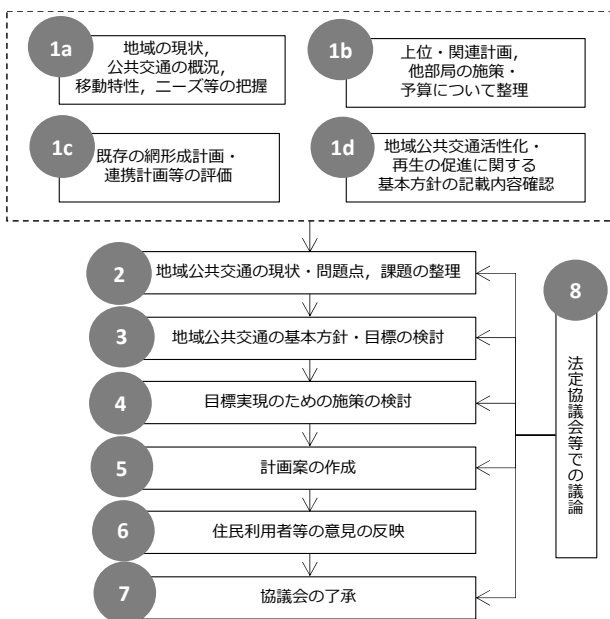 1a
地域の現状，
公共交通の概況，
移動特性，ニーズ等の把握
1b
上位・関連計画，
他部局の施策・
予算について整理
1c
既存の網形成計画・
連携計画等の評価
1d
地域公共交通活性化・
再生の促進に関する
基本方針の記載内容確認
2
地域公共交通の現状・問題点，課題の整理
3
地域公共交通の基本方針・目標の検討
4
目標実現のための施策の検討
5
計画案の作成
6
住民利用者等の意見の反映
7
協議会の了承
8
法定協議会等での議論